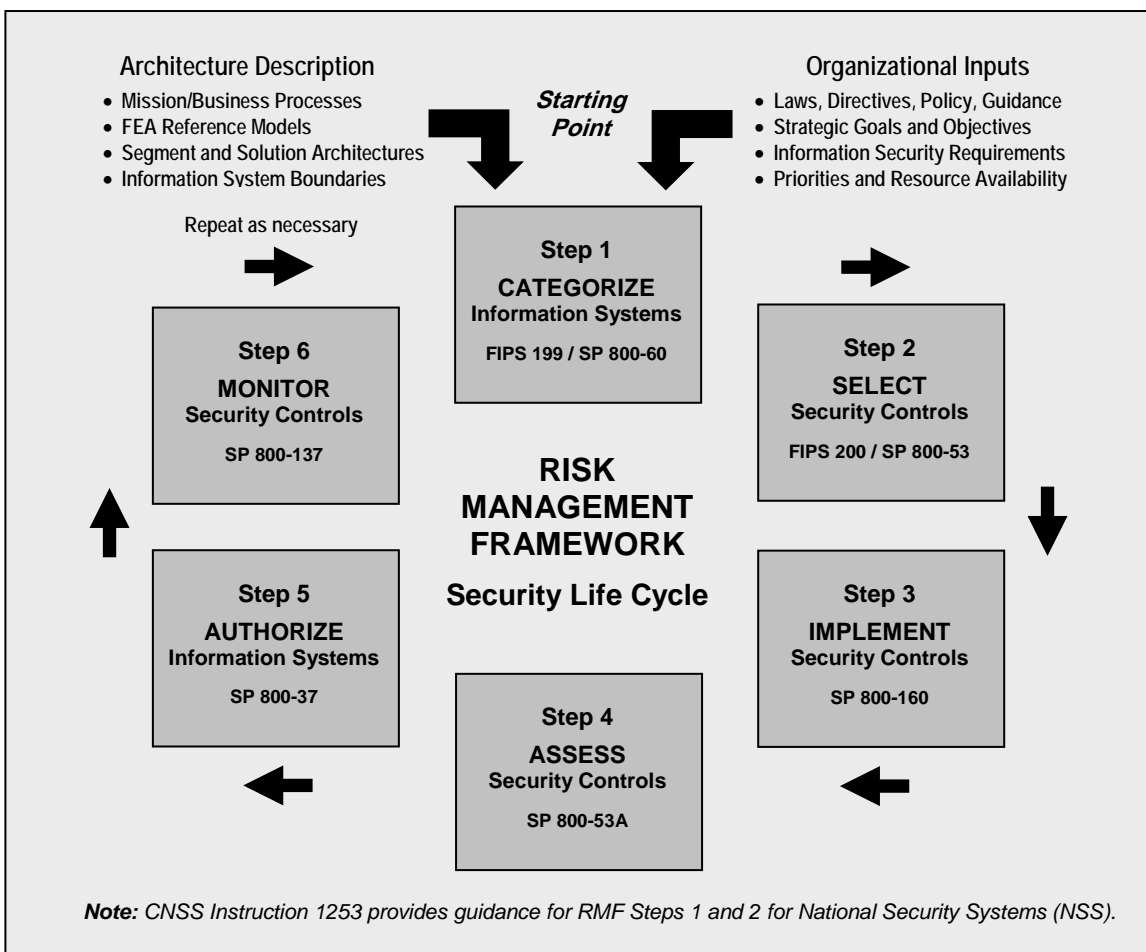 Architecture Description
• Mission/Business Processes
• FEA Reference Models
• Segment and Solution Architectures
• Information System Boundaries
Starting
Point
Organizational Inputs
• Laws, Directives, Policy, Guidance
• Strategic Goals and Objectives
• Information Security Requirements
• Priorities and Resource Availability
Repeat as necessary
Step 1
CATEGORIZE
Information Systems
FIPS 199 / SP 800-60
Step 2
SELECT
Security Controls
FIPS 200 / SP 800-53
Step 3
IMPLEMENT
Security Controls
SP 800-160
Step 4
ASSESS
Security Controls
SP 800-53A
Step 5
AUTHORIZE
Information Systems
SP 800-37
Step 6
MONITOR
Security Controls
SP 800-137
RISK
MANAGEMENT
FRAMEWORK
Security Life Cycle
Note: CNSS Instruction 1253 provides guidance for RMF Steps 1 and 2 for National Security Systems (NSS).